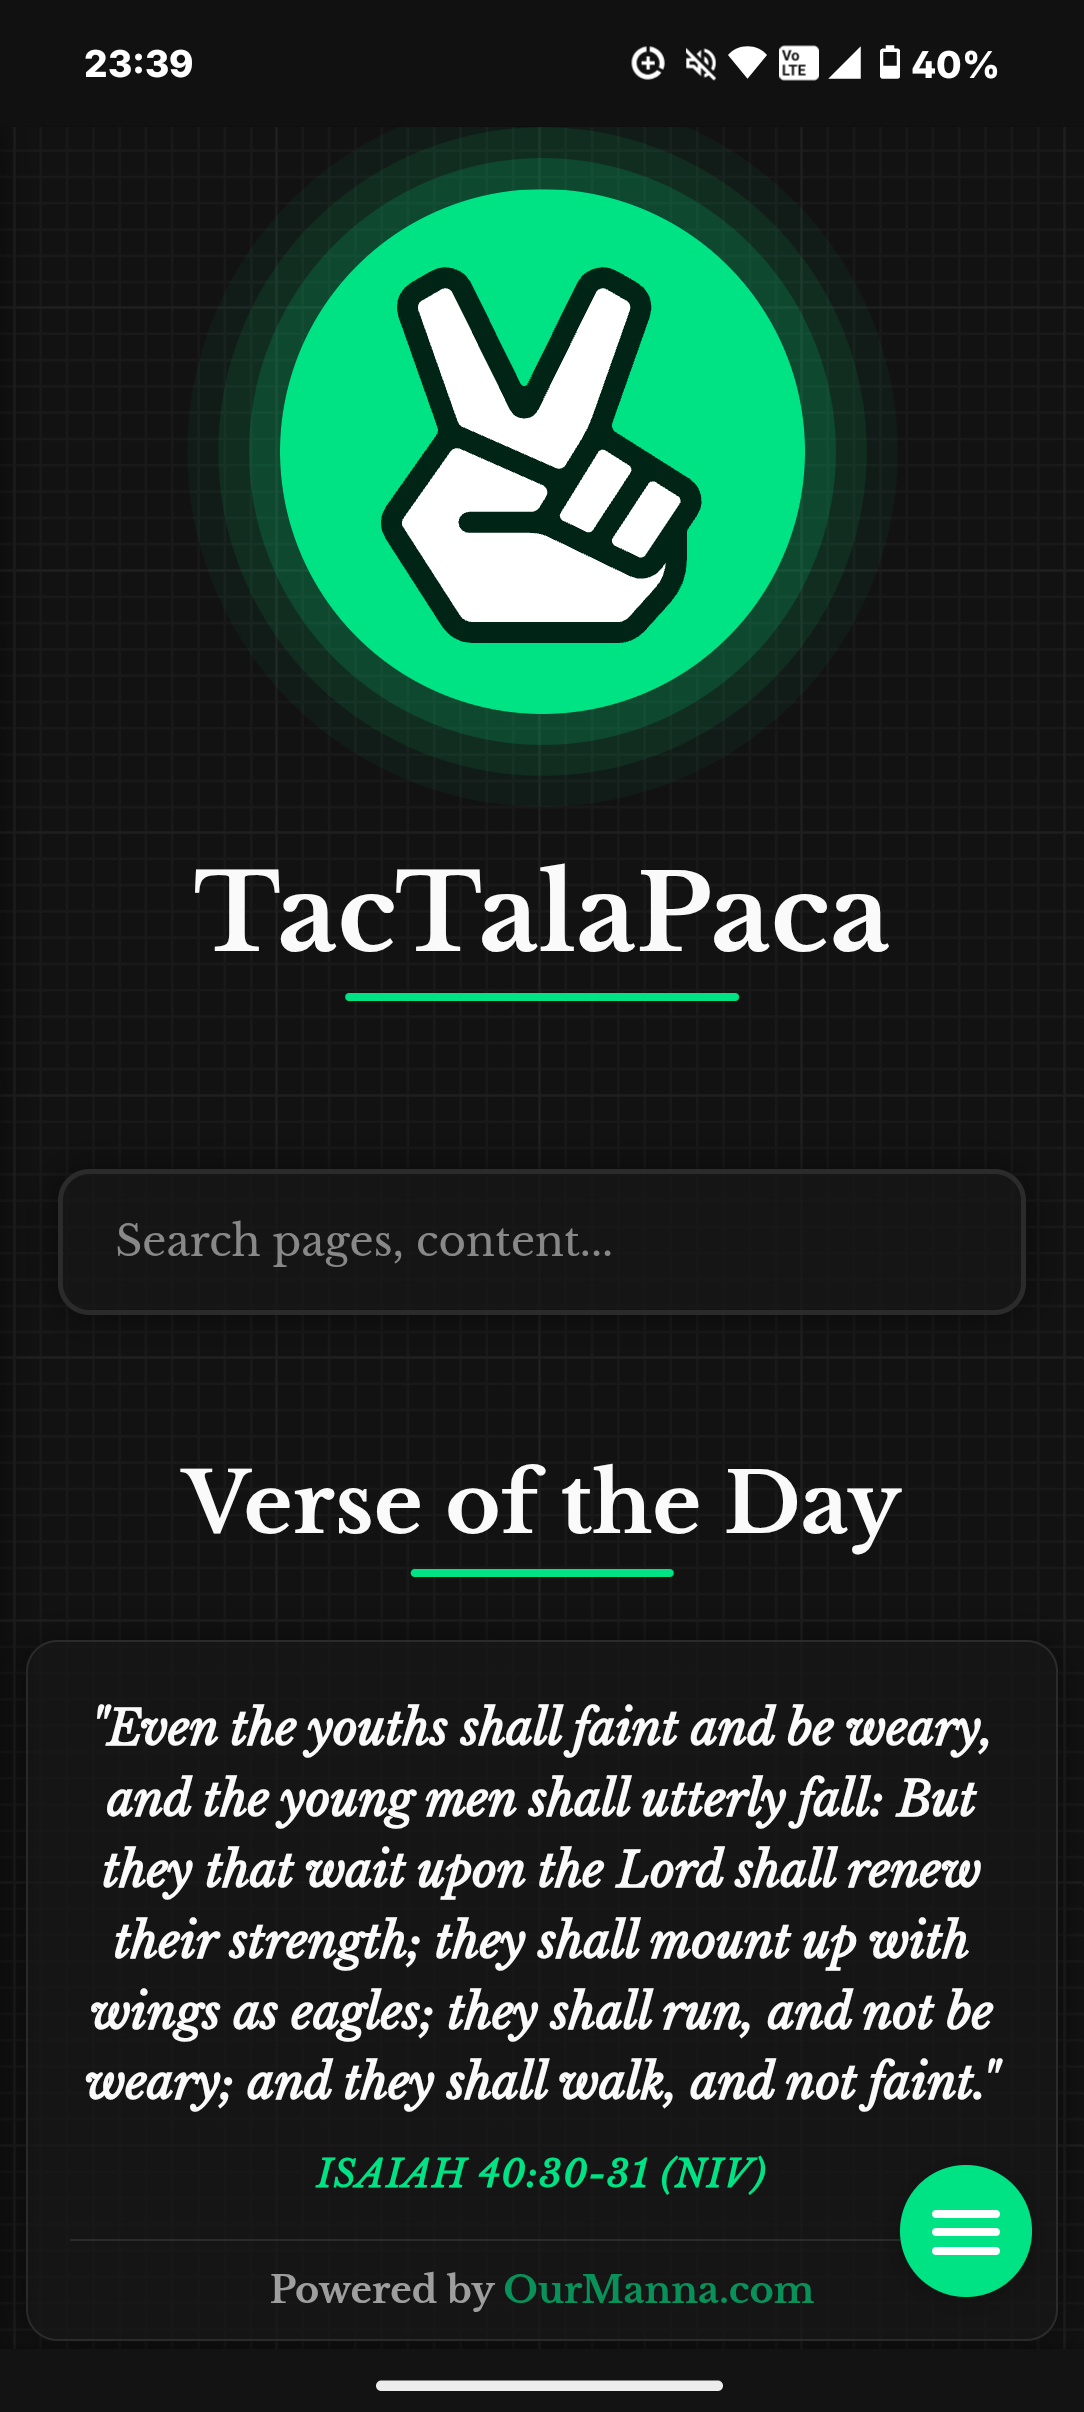 23:39
Vo LTE 40%
TacTalaPaca
Search pages, content...
Verse of the Day
"Even the youths shall faint and be weary,
and the young men shall utterly fall: But
they that wait upon the Lord shall renew
their strength; they shall mount up with
wings as eagles; they shall run, and not be
weary; and they shall walk, and not faint."
ISAIAH 40:30-31 (NIV)
Powered by OurManna.com